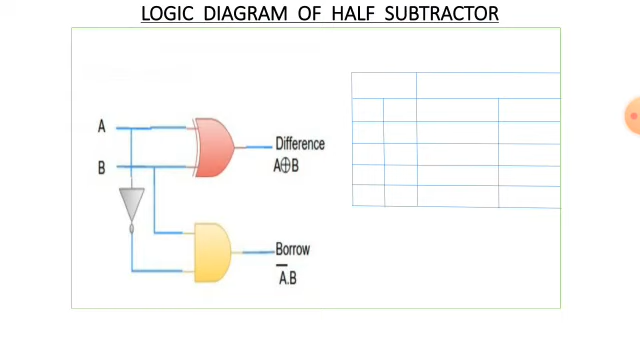 LOGIC DIAGRAM OF HALF SUBTRACTOR
A
Difference
A⊕B
B
Borrow
A̅.B